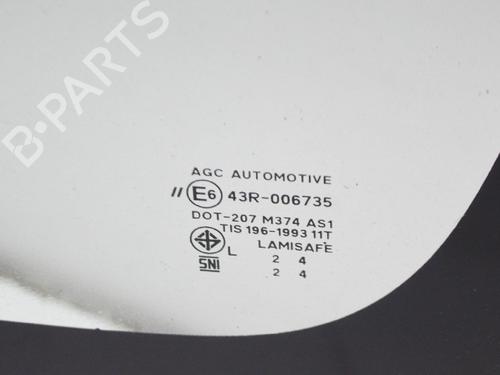 B-PARTS
AGC AUTOMOTIVE
II E6 43R-006735
DOT-207 M374 AS1
TIS 196-1993 11T
L LAMISAFE
SNI 2 4
2 4